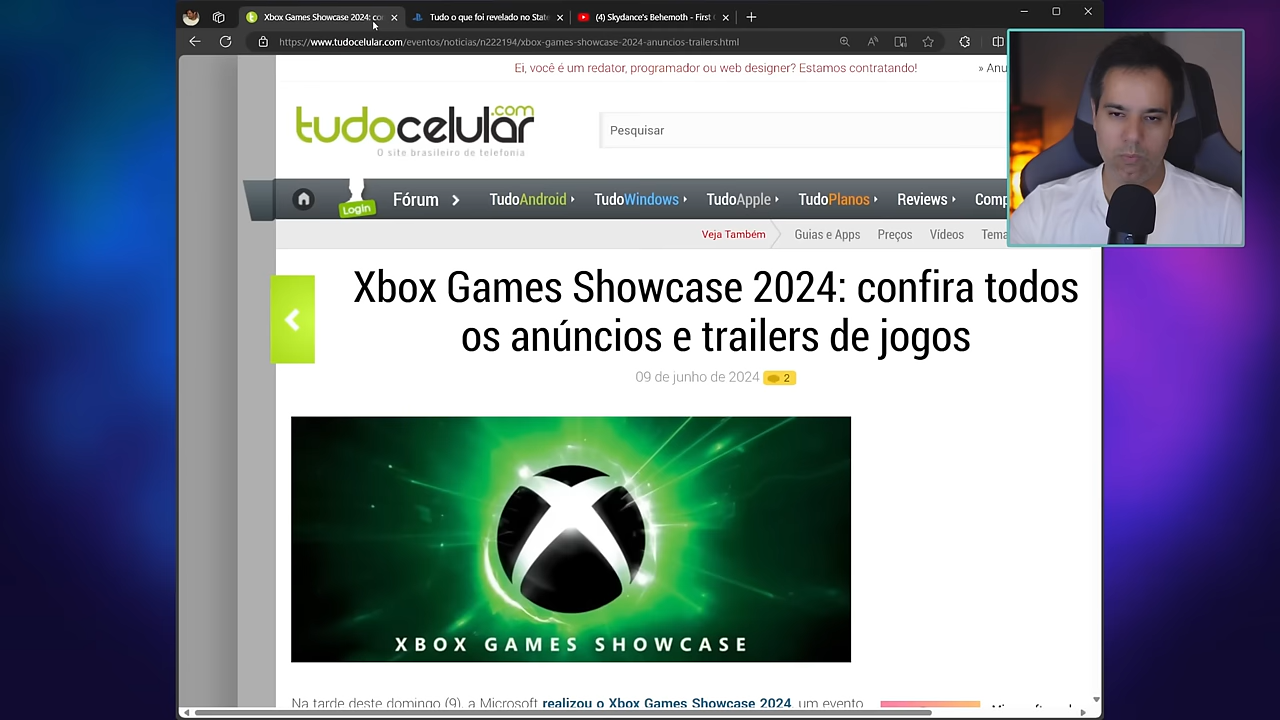 Xbox Games Showcase 2024: co
Tudo o que foi revelado no State
(4) Skydance's Behemoth - First
https://www.tudocelular.com/eventos/noticias/n222194/xbox-games-showcase-2024-anuncios-trailers.html
Ei, você é um redator, programador ou web designer? Estamos contratando!
» Anu
tudocelular.com
O site brasileiro de telefonia
Pesquisar
Login
Fórum
TudoAndroid
TudoWindows
TudoApple
TudoPlanos
Reviews
Comp
Veja Também
Guias e Apps
Preços
Vídeos
Tema
Xbox Games Showcase 2024: confira todos
os anúncios e trailers de jogos
09 de junho de 2024
2
XBOX GAMES SHOWCASE
Na tarde deste domingo (9), a Microsoft realizou o Xbox Games Showcase 2024, um evento